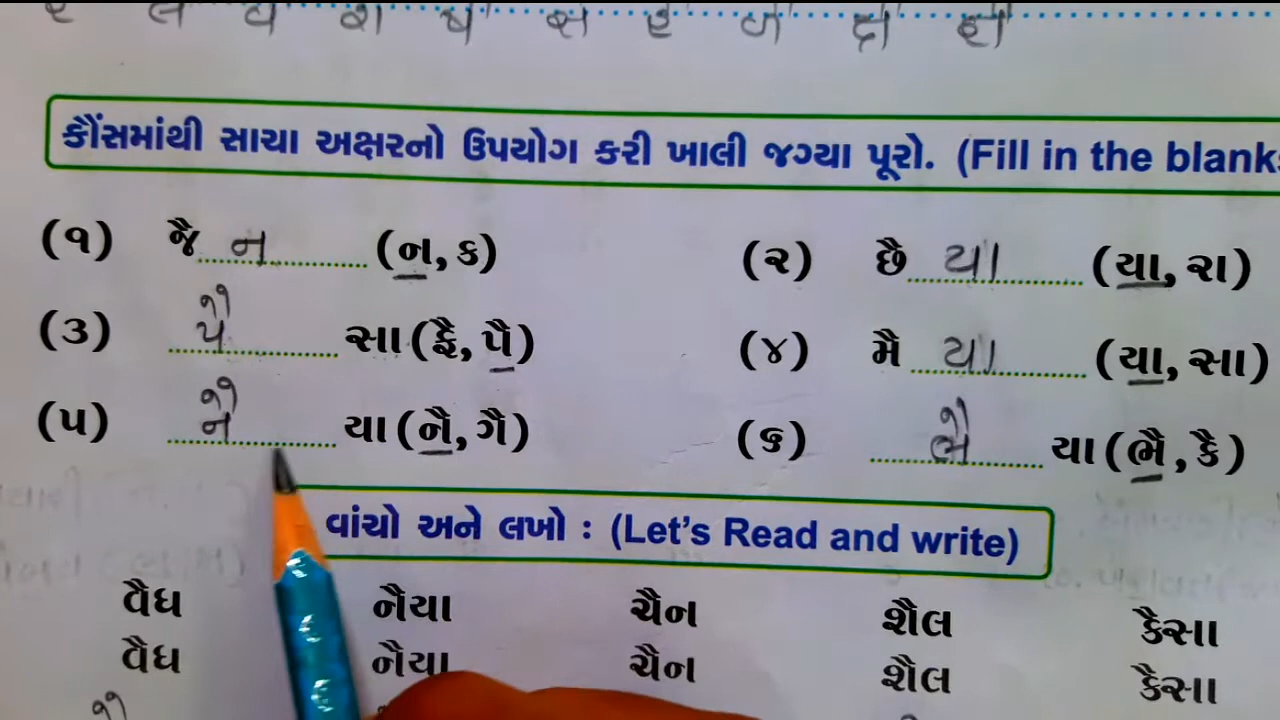 લ વ શ ષ સ હ ળ ક્ષ જ્ઞ
કૌંસમાંથી સાચા અક્ષરનો ઉપયોગ કરી ખાલી જગ્યા પૂરો. (Fill in the blank
(૧) જૈ ન (ન, ક) (૨) છૈ યા (યા, રા)
(૩) પૈ સા (ફૈ, પૈ) (૪) મૈ યા (યા, સા)
(૫) નૈ યા (નૈ, ગૈ) (૬) ભૈ યા (ભૈ, કૈ)
વાંચો અને લખો : (Let's Read and write)
વૈધ નૈયા ચૈન શૈલ કૈસા
વૈધ નૈયા ચૈન શૈલ કૈસા